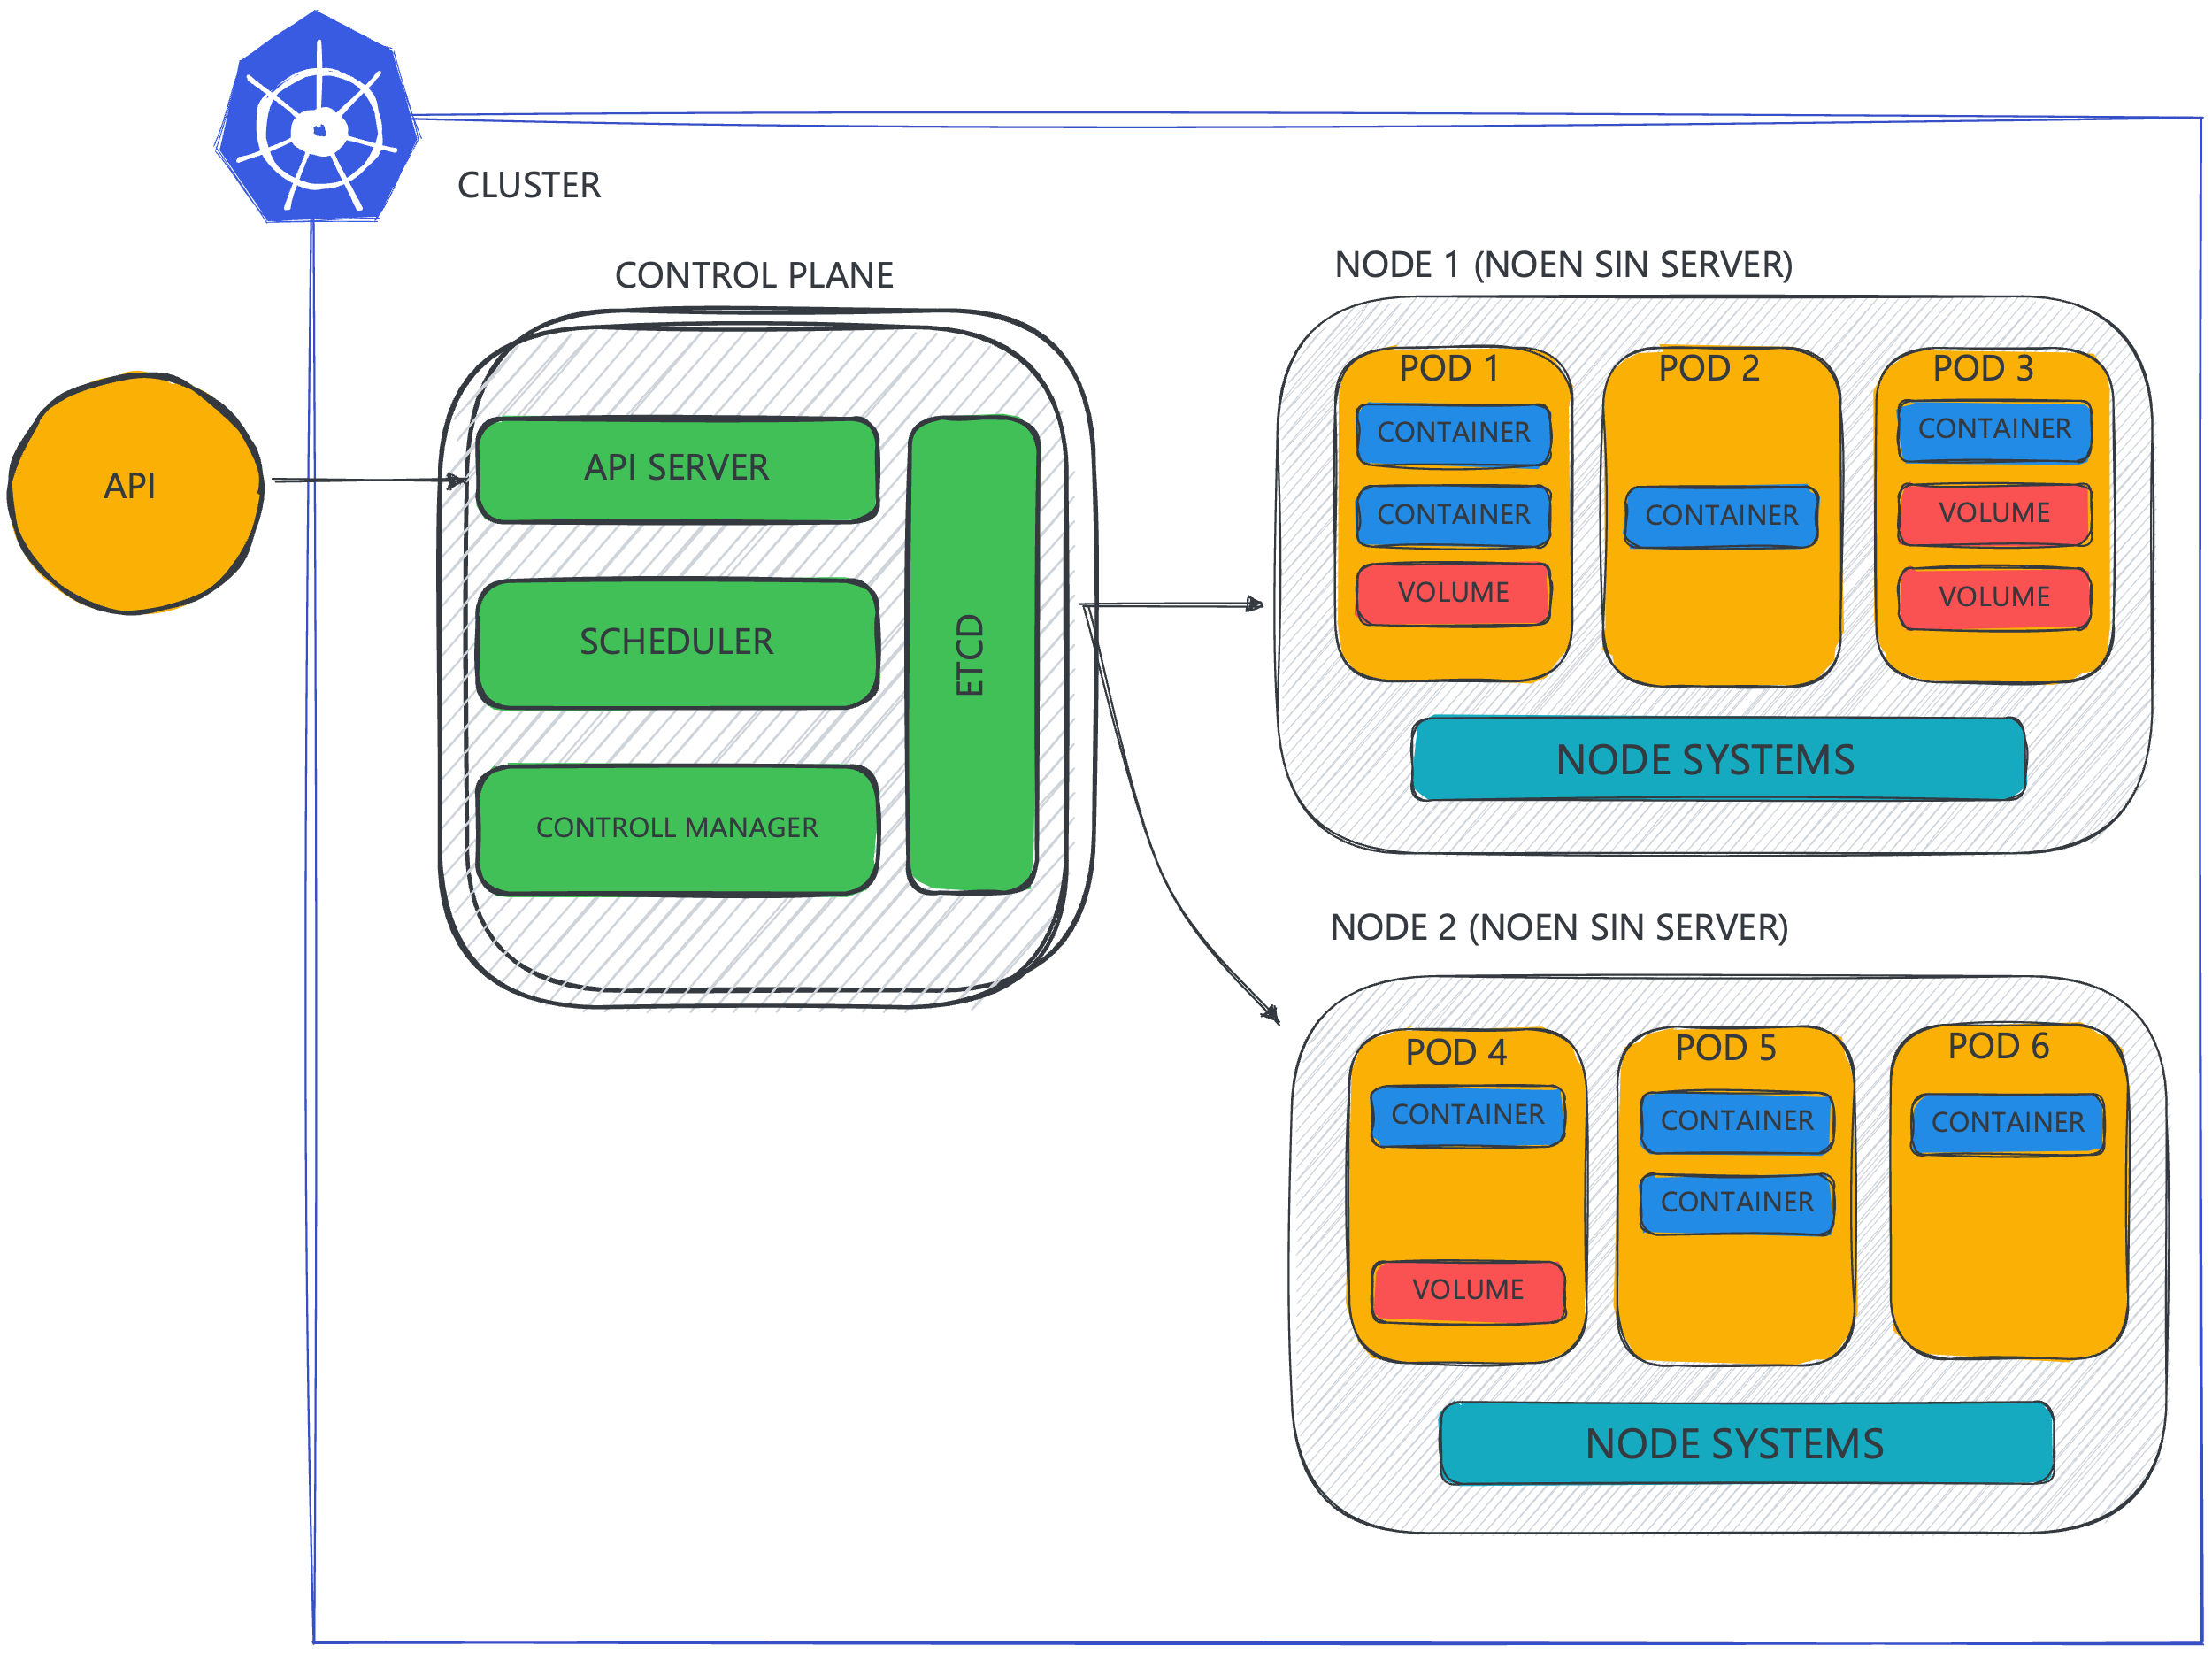 CLUSTER
CONTROL PLANE
API
API SERVER
SCHEDULER
CONTROLL MANAGER
ETCD
NODE 1 (NOEN SIN SERVER)
POD 1
CONTAINER
CONTAINER
VOLUME
POD 2
CONTAINER
POD 3
CONTAINER
VOLUME
VOLUME
NODE SYSTEMS
NODE 2 (NOEN SIN SERVER)
POD 4
CONTAINER
VOLUME
POD 5
CONTAINER
CONTAINER
POD 6
CONTAINER
NODE SYSTEMS